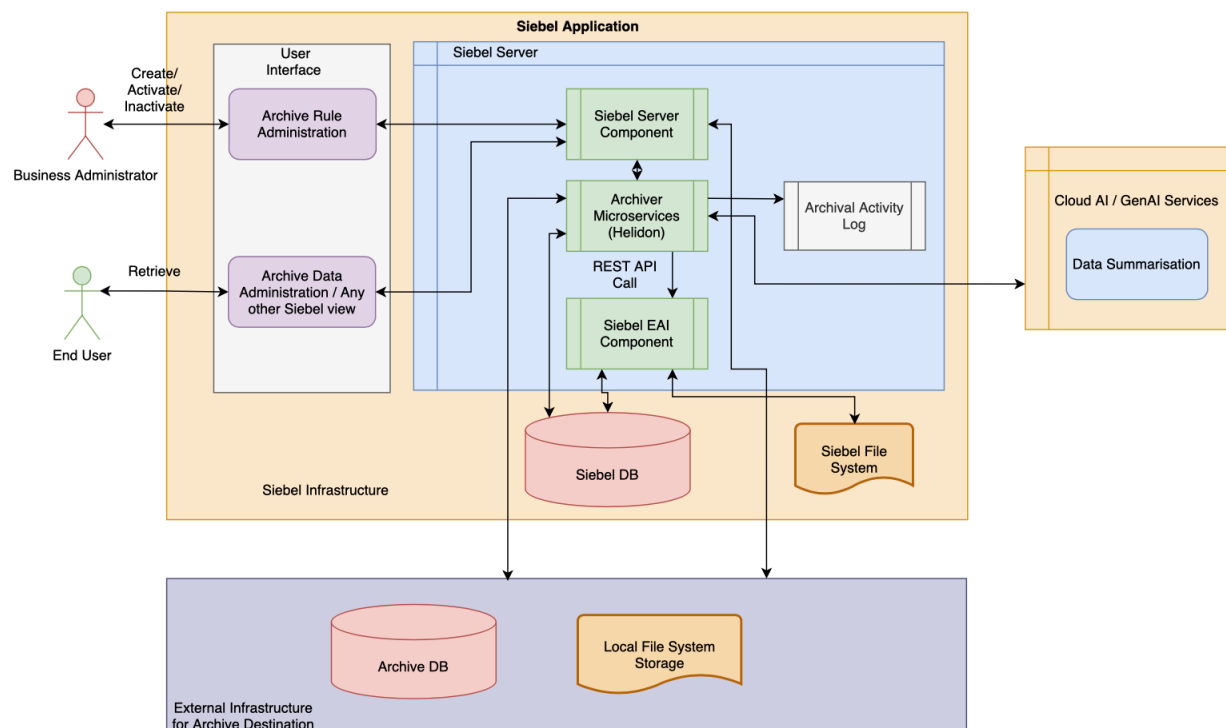 Siebel Application
User
Interface
Siebel Server
Create/
Activate/
Inactivate
Archive Rule
Administration
Siebel Server
Component
Business Administrator
Archiver
Microservices
(Helidon)
Archival Activity
Log
Cloud AI / GenAI Services
Data Summarisation
REST API
Call
Retrieve
Archive Data
Administration / Any
other Siebel view
End User
Siebel EAI
Component
Siebel DB
Siebel File
System
Siebel Infrastructure
Archive DB
Local File System
Storage
External Infrastructure
for Archive Destination